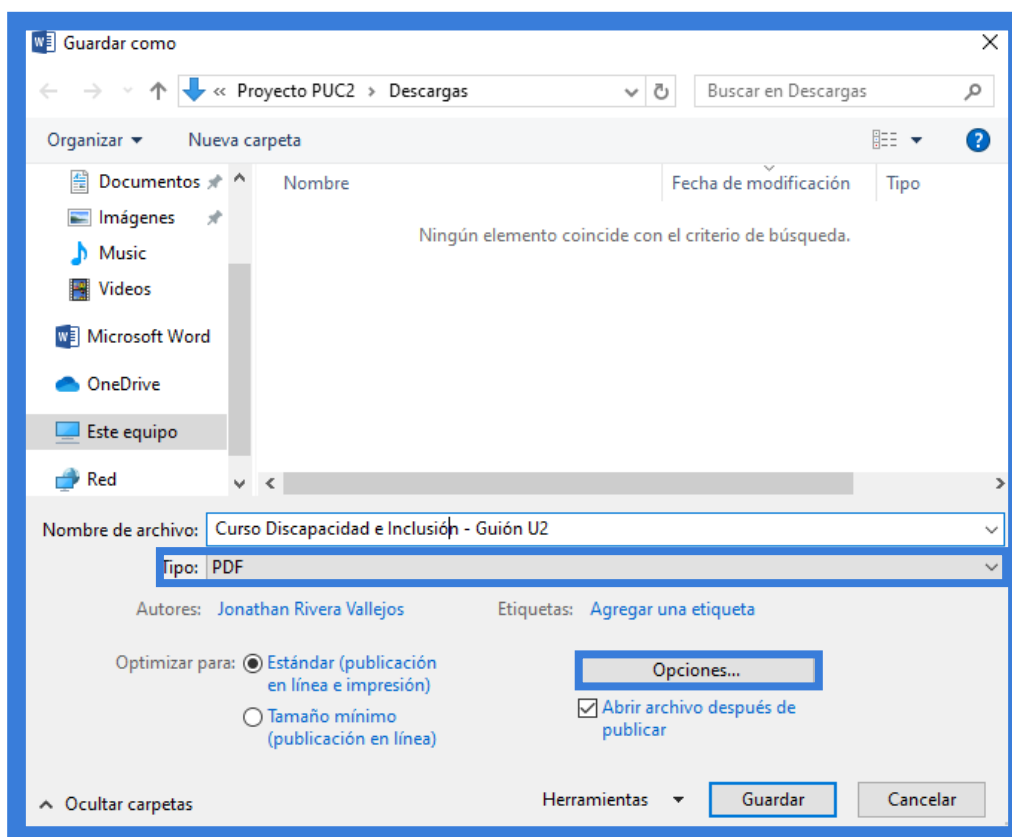 Guardar como
« Proyecto PUC2 > Descargas
Buscar en Descargas
Organizar
Nueva carpeta
Documentos
Imágenes
Music
Videos
Microsoft Word
OneDrive
Este equipo
Red
Nombre
Fecha de modificación
Tipo
Ningún elemento coincide con el criterio de búsqueda.
Nombre de archivo: Curso Discapacidad e Inclusión - Guión U2
Tipo: PDF
Autores: Jonathan Rivera Vallejos
Etiquetas: Agregar una etiqueta
Optimizar para:
Estándar (publicación
en línea e impresión)
Tamaño mínimo
(publicación en línea)
Opciones...
Abrir archivo después de
publicar
Ocultar carpetas
Herramientas
Guardar
Cancelar